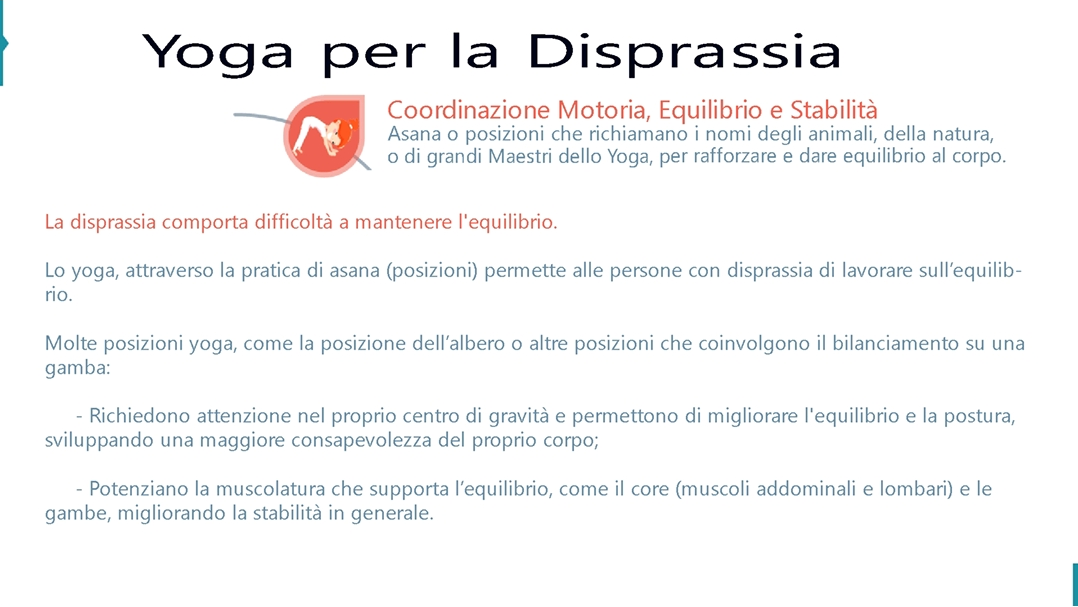 Yoga per la Disprassia
Coordinazione Motoria, Equilibrio e Stabilità
Asana o posizioni che richiamano i nomi degli animali, della natura,
o di grandi Maestri dello Yoga, per rafforzare e dare equilibrio al corpo.
La disprassia comporta difficoltà a mantenere l'equilibrio.
Lo yoga, attraverso la pratica di asana (posizioni) permette alle persone con disprassia di lavorare sull’equilib-
rio.
Molte posizioni yoga, come la posizione dell’albero o altre posizioni che coinvolgono il bilanciamento su una
gamba:
- Richiedono attenzione nel proprio centro di gravità e permettono di migliorare l'equilibrio e la postura,
sviluppando una maggiore consapevolezza del proprio corpo;
- Potenziano la muscolatura che supporta l’equilibrio, come il core (muscoli addominali e lombari) e le
gambe, migliorando la stabilità in generale.